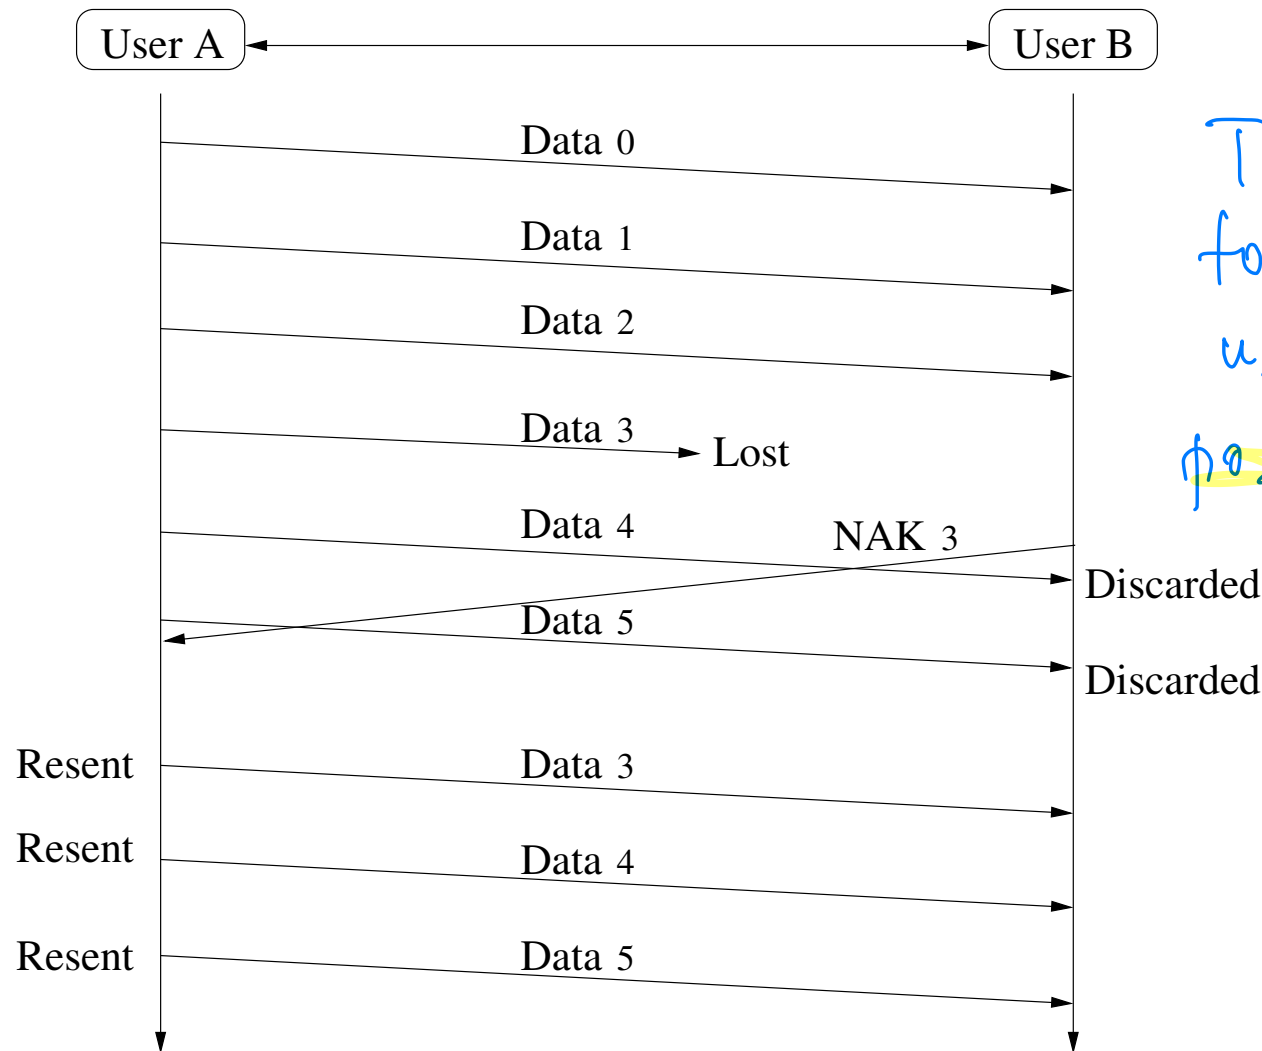 User A
User B
Data 0
Data 1
Data 2
Data 3
Lost
Data 4
NAK 3
Discarded
Data 5
Discarded
Resent
Data 3
Resent
Data 4
Resent
Data 5